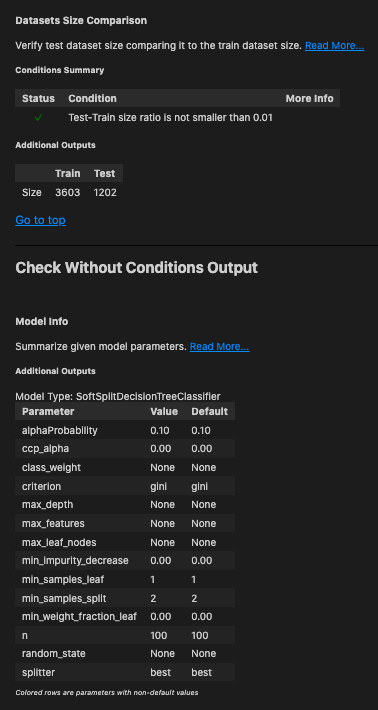 Datasets Size Comparison
Verify test dataset size comparing it to the train dataset size. Read More...
Conditions Summary
Status Condition More Info
✓ Test-Train size ratio is not smaller than 0.01
Additional Outputs
Train Test
Size 3603 1202
Go to top
Check Without Conditions Output
Model Info
Summarize given model parameters. Read More...
Additional Outputs
Model Type: SoftSplitDecisionTreeClassifier
Parameter Value Default
alphaProbability 0.10 0.10
ccp_alpha 0.00 0.00
class_weight None None
criterion gini gini
max_depth None None
max_features None None
max_leaf_nodes None None
min_impurity_decrease 0.00 0.00
min_samples_leaf 1 1
min_samples_split 2 2
min_weight_fraction_leaf 0.00 0.00
n 100 100
random_state None None
splitter best best
Colored rows are parameters with non-default values